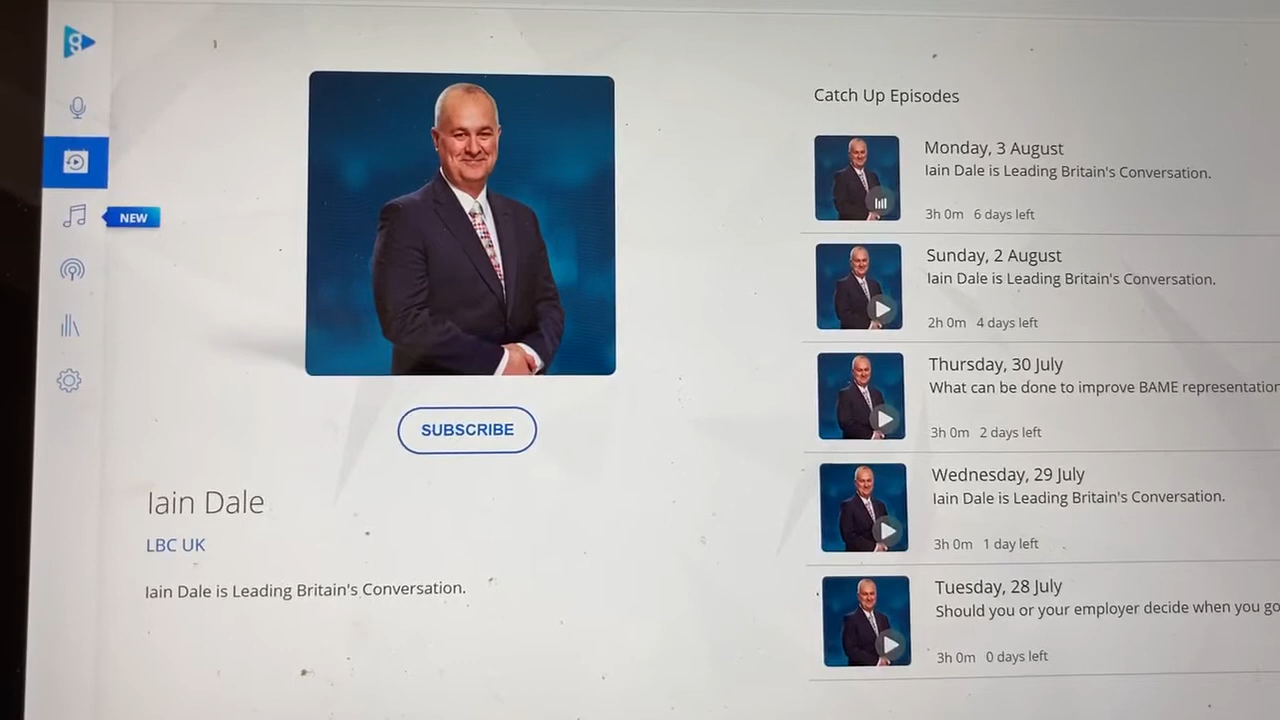 NEW
SUBSCRIBE
Iain Dale
LBC UK
Iain Dale is Leading Britain's Conversation.
Catch Up Episodes
Monday, 3 August
Iain Dale is Leading Britain's Conversation.
3h 0m 6 days left
Sunday, 2 August
Iain Dale is Leading Britain's Conversation.
2h 0m 4 days left
Thursday, 30 July
What can be done to improve BAME representation
3h 0m 2 days left
Wednesday, 29 July
Iain Dale is Leading Britain's Conversation.
3h 0m 1 day left
Tuesday, 28 July
Should you or your employer decide when you go
3h 0m 0 days left